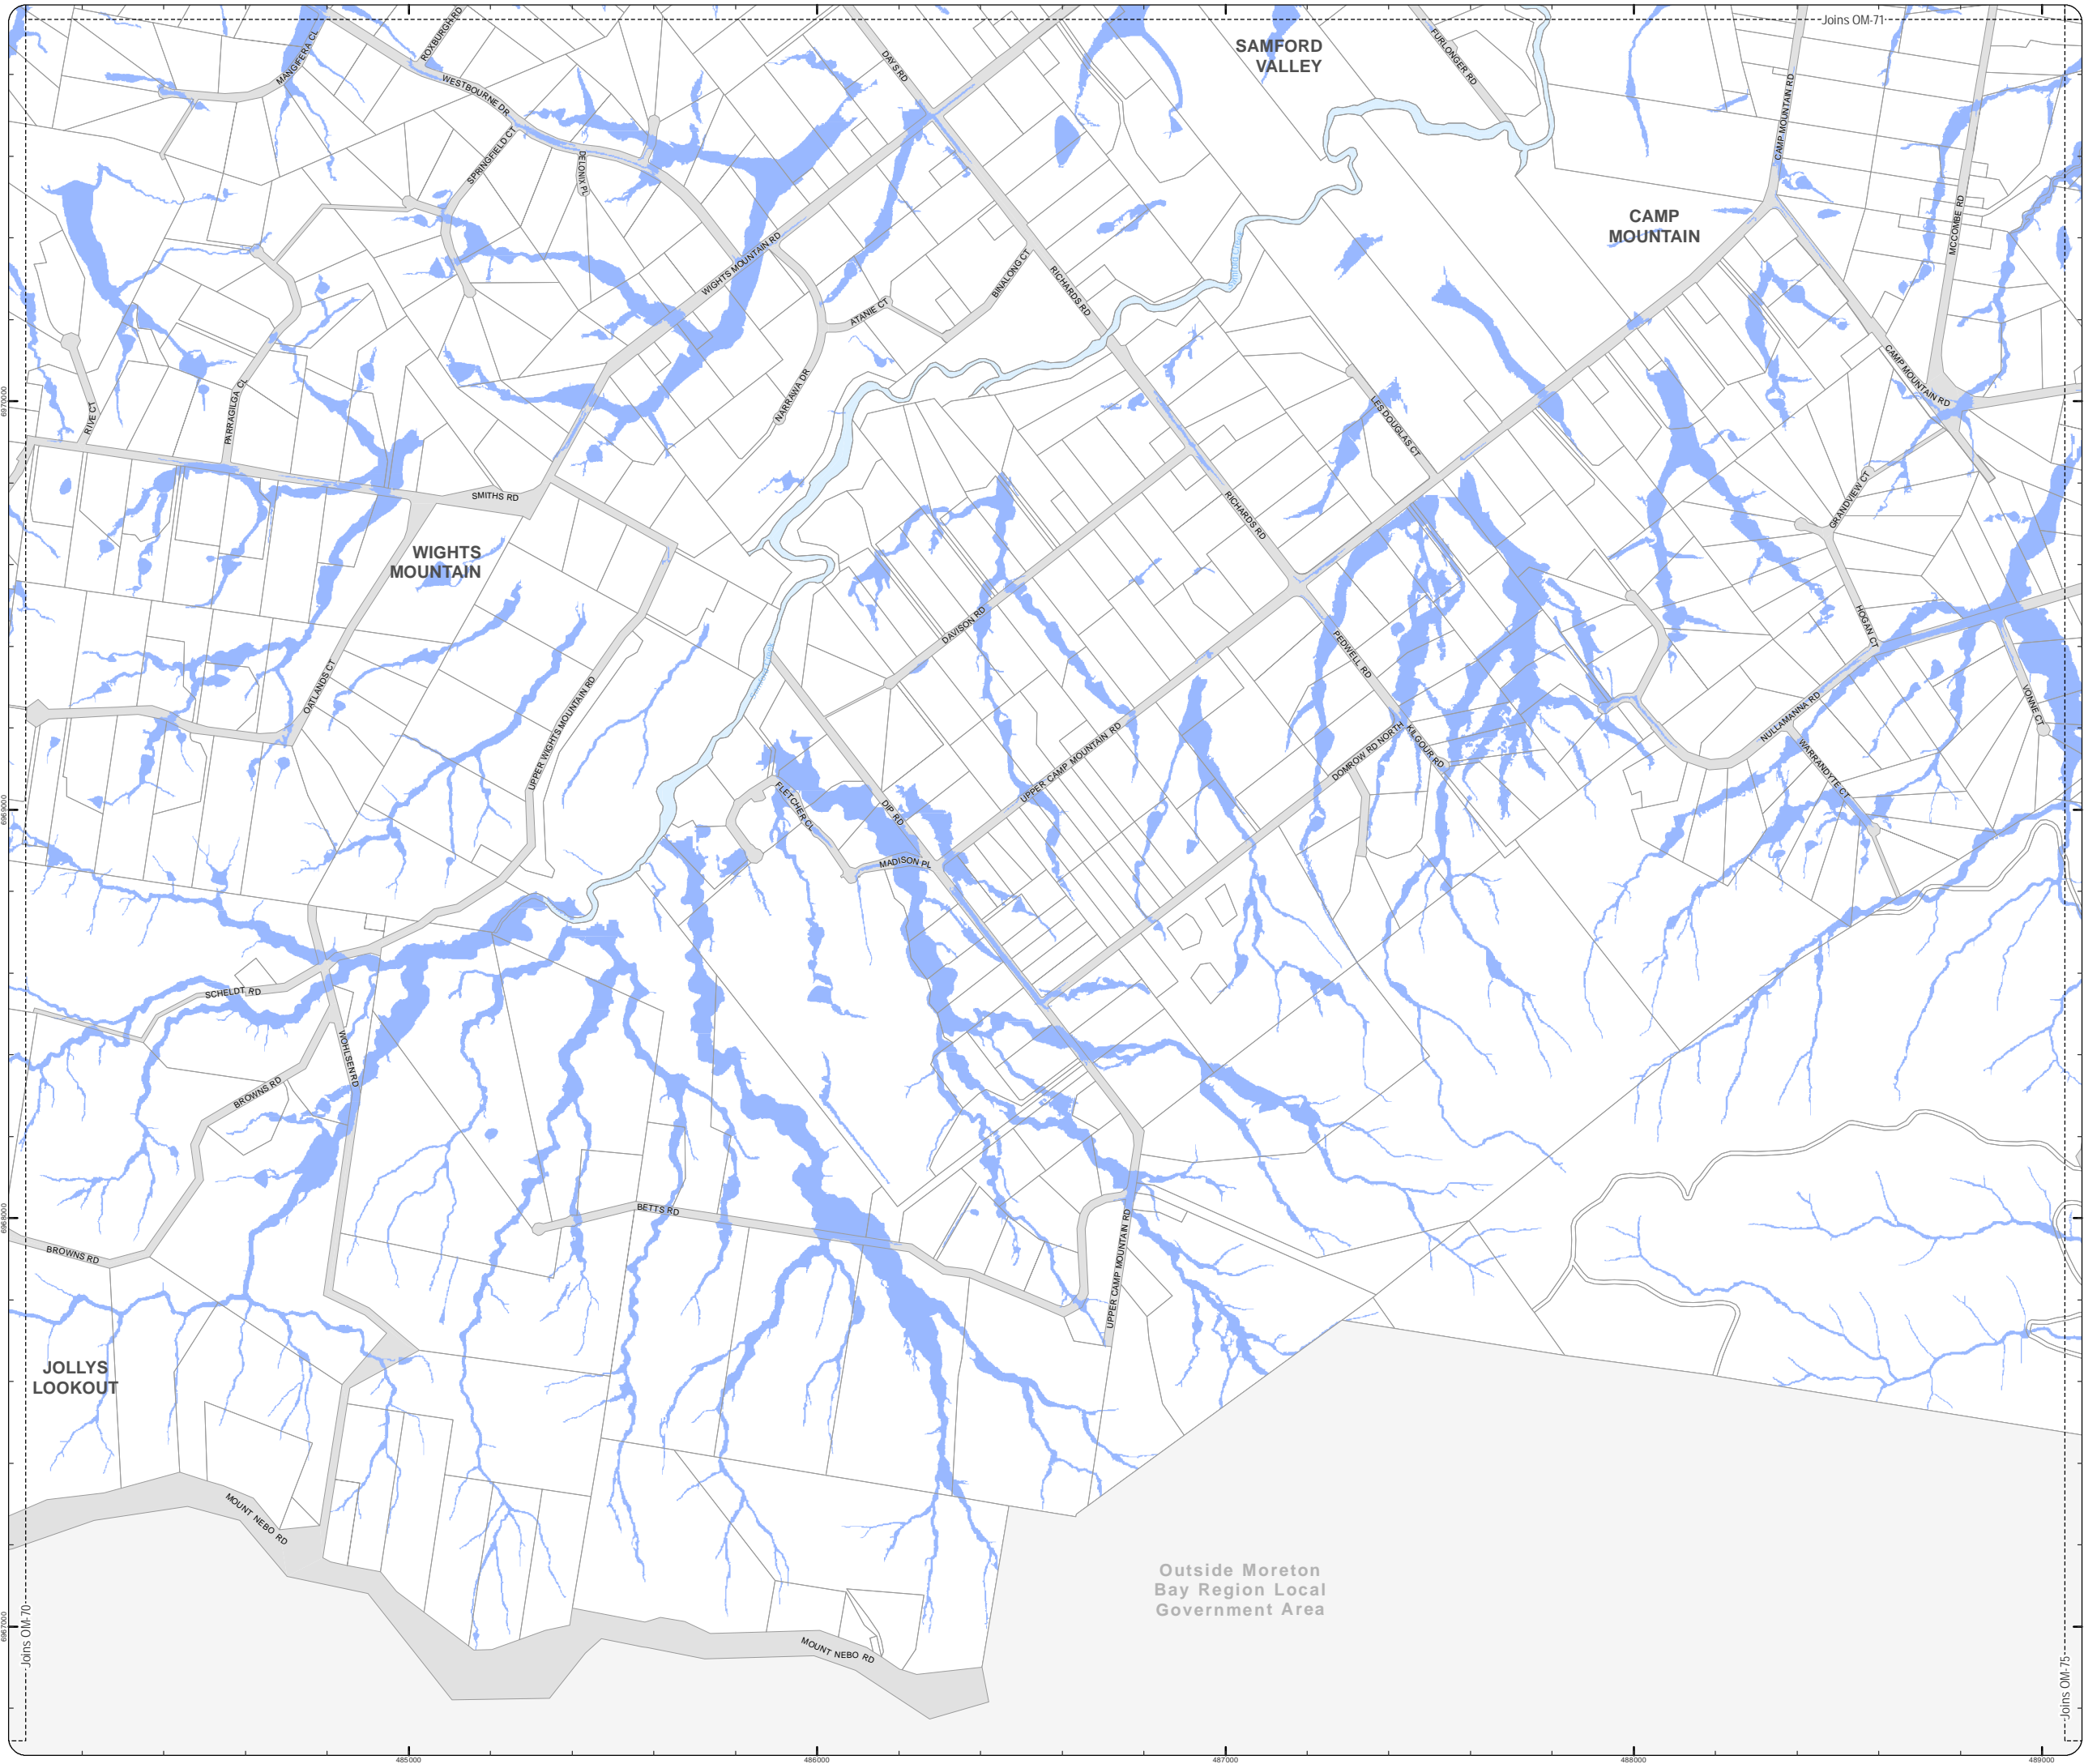 Joins OM-71
ROXBURGH RD
MANGIFERA CL
WESTBOURNE DR
DAYS RD
SAMFORD
VALLEY
FURLONGER RD
CAMP MOUNTAIN RD
SPRINGFIELD CT
DELONIX PL
CAMP
MOUNTAIN
MCCOMBE RD
WIGHTS MOUNTAIN RD
BINALONG CT
RICHARDS RD
ATANIE CT
NARRAWA DR
CAMP MOUNTAIN RD
6970000
RIVE CT
PARRAGILGA CL
LES DOUGLAS CT
SMITHS RD
RICHARDS RD
GRANDVIEW CT
WIGHTS
MOUNTAIN
DAVISON RD
HOGAN CT
PEDWELL RD
OATLANDS CT
UPPER WIGHTS MOUNTAIN RD
VONNE CT
NULLAMANNA RD
UPPER CAMP MOUNTAIN RD
DOMROW RD NORTH
KILGOUR RD
WARRANDYTE CT
6969000
FLETCHER CL
DIP RD
MADISON PL
SCHELDT RD
WOHLSEN RD
BROWNS RD
BETTS RD
6968000
BROWNS RD
UPPER CAMP MOUNTAIN RD
JOLLYS
LOOKOUT
MOUNT NEBO RD
Outside Moreton
Bay Region Local
Government Area
6967000
Joins OM-70
MOUNT NEBO RD
Joins OM-75
485000
486000
487000
488000
489000